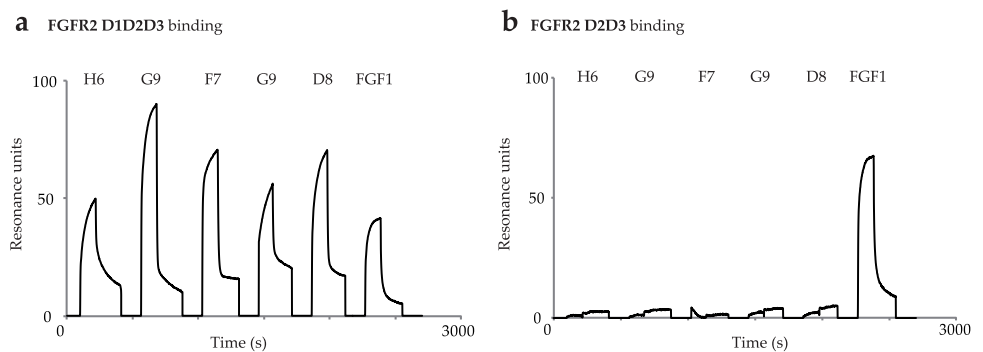 a FGFR2 D1D2D3 binding
H6 G9 F7 G9 D8 FGF1
100
50
0
Resonance units
0 3000
Time (s)
b FGFR2 D2D3 binding
H6 G9 F7 G9 D8 FGF1
100
50
0
Resonance units
0 3000
Time (s)